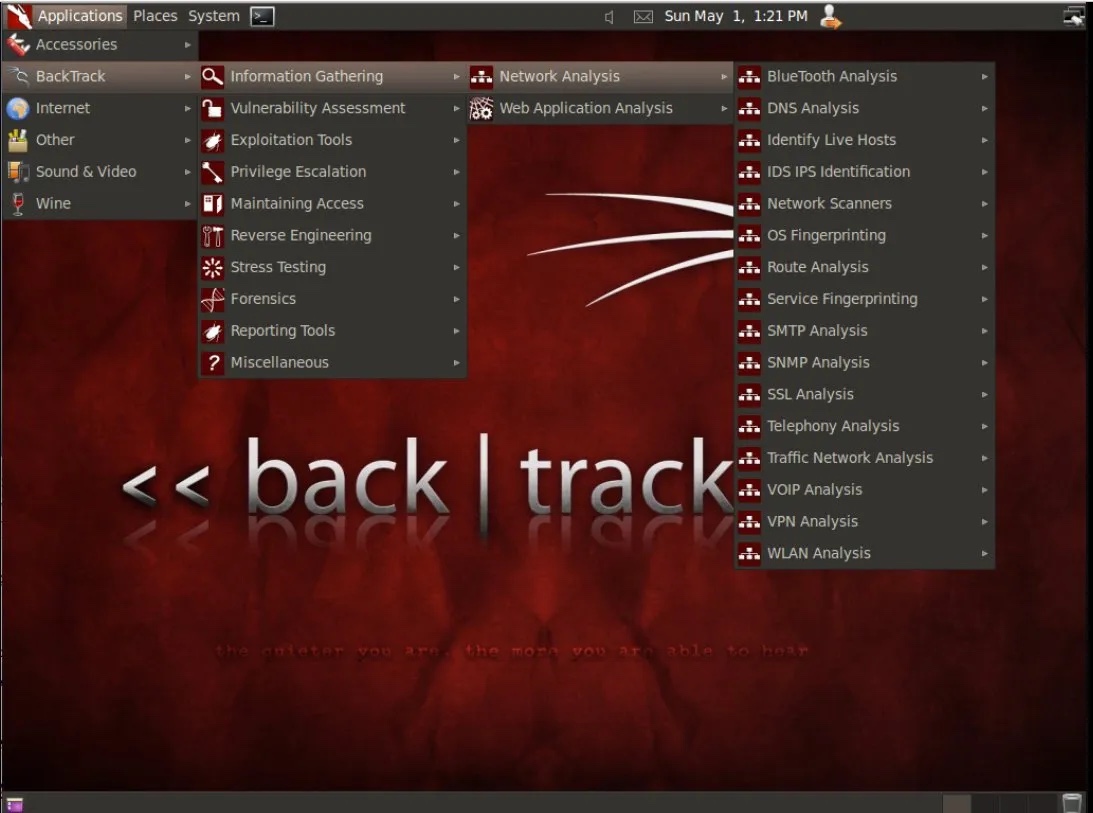 Applications Places System Sun May 1, 1:21 PM
Accessories
BackTrack
Internet
Other
Sound & Video
Wine
Information Gathering
Vulnerability Assessment
Exploitation Tools
Privilege Escalation
Maintaining Access
Reverse Engineering
Stress Testing
Forensics
Reporting Tools
Miscellaneous
Network Analysis
Web Application Analysis
BlueTooth Analysis
DNS Analysis
Identify Live Hosts
IDS IPS Identification
Network Scanners
OS Fingerprinting
Route Analysis
Service Fingerprinting
SMTP Analysis
SNMP Analysis
SSL Analysis
Telephony Analysis
Traffic Network Analysis
VOIP Analysis
VPN Analysis
WLAN Analysis
<< back | track
the quieter you are, the more you are able to hear